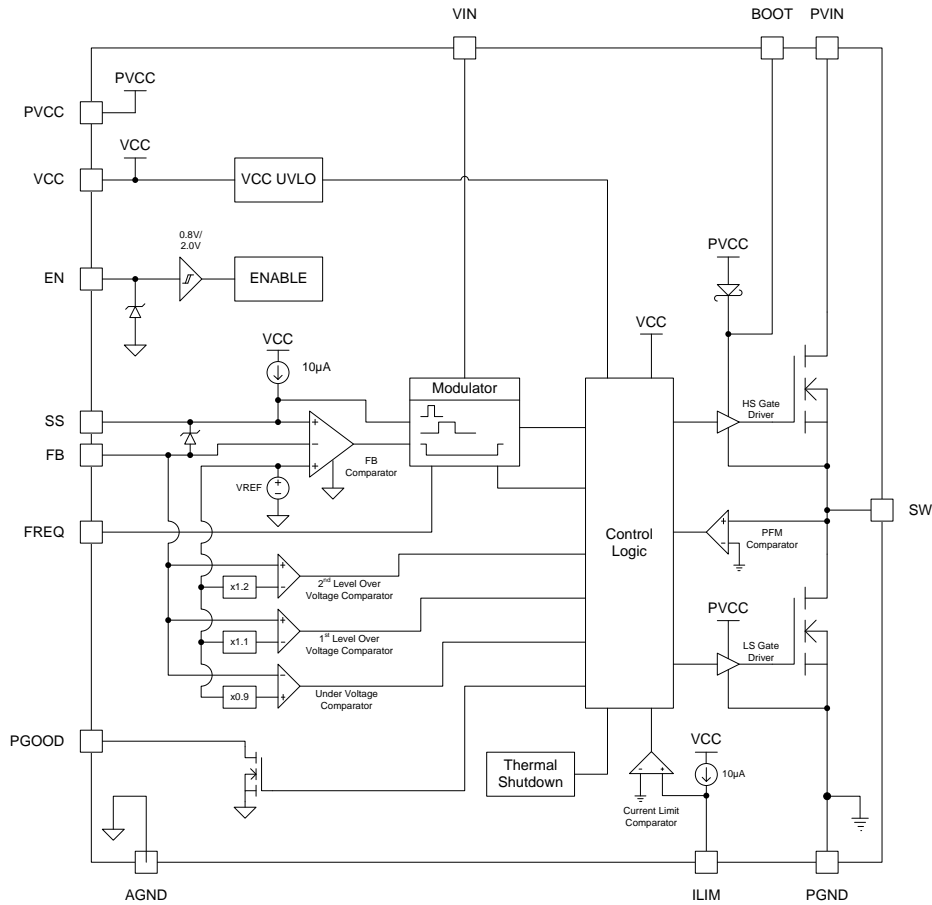 VIN
BOOT
PVIN
PVCC
PVCC
VCC
VCC
VCC UVLO
0.8V/
2.0V
EN
ENABLE
PVCC
VCC
VCC
10µA
Modulator
SS
FB
+
−
+
FB
Comparator
HS Gate
Driver
VREF
+
−
FREQ
Control
Logic
SW
+
−
PFM
Comparator
+
−
x1.2
2nd Level Over
Voltage Comparator
+
−
x1.1
1st Level Over
Voltage Comparator
PVCC
LS Gate
Driver
−
+
x0.9
Under Voltage
Comparator
PGOOD
Thermal
Shutdown
VCC
10µA
−
+
Current Limit
Comparator
AGND
ILIM
PGND